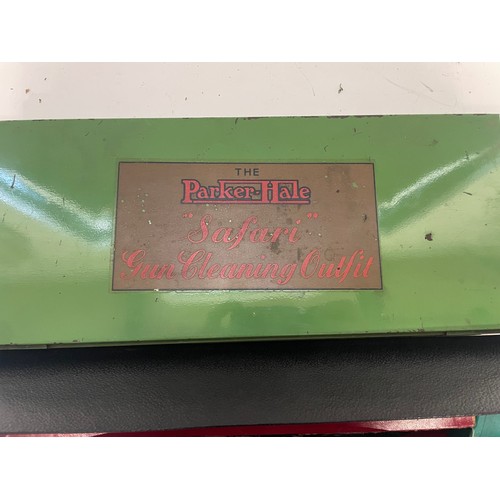 THE
Parker-Hale
"Safari"
Gun Cleaning Outfit